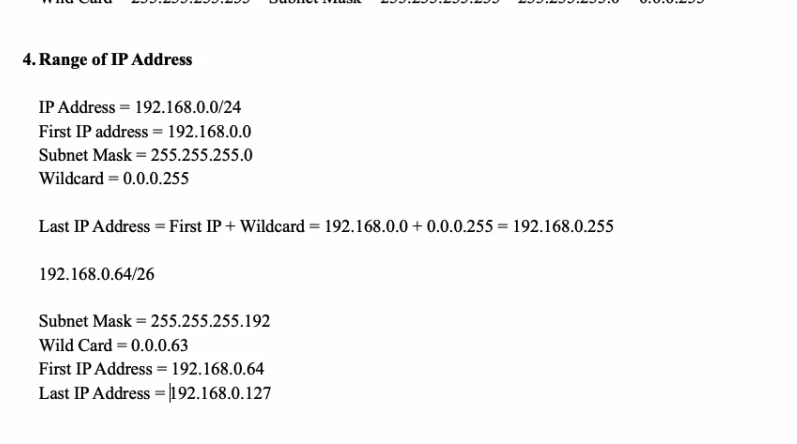 4. Range of IP Address
IP Address = 192.168.0.0/24
First IP address = 192.168.0.0
Subnet Mask = 255.255.255.0
Wildcard = 0.0.0.255
Last IP Address = First IP + Wildcard = 192.168.0.0 + 0.0.0.255 = 192.168.0.255
192.168.0.64/26
Subnet Mask = 255.255.255.192
Wild Card = 0.0.0.63
First IP Address = 192.168.0.64
Last IP Address = 192.168.0.127